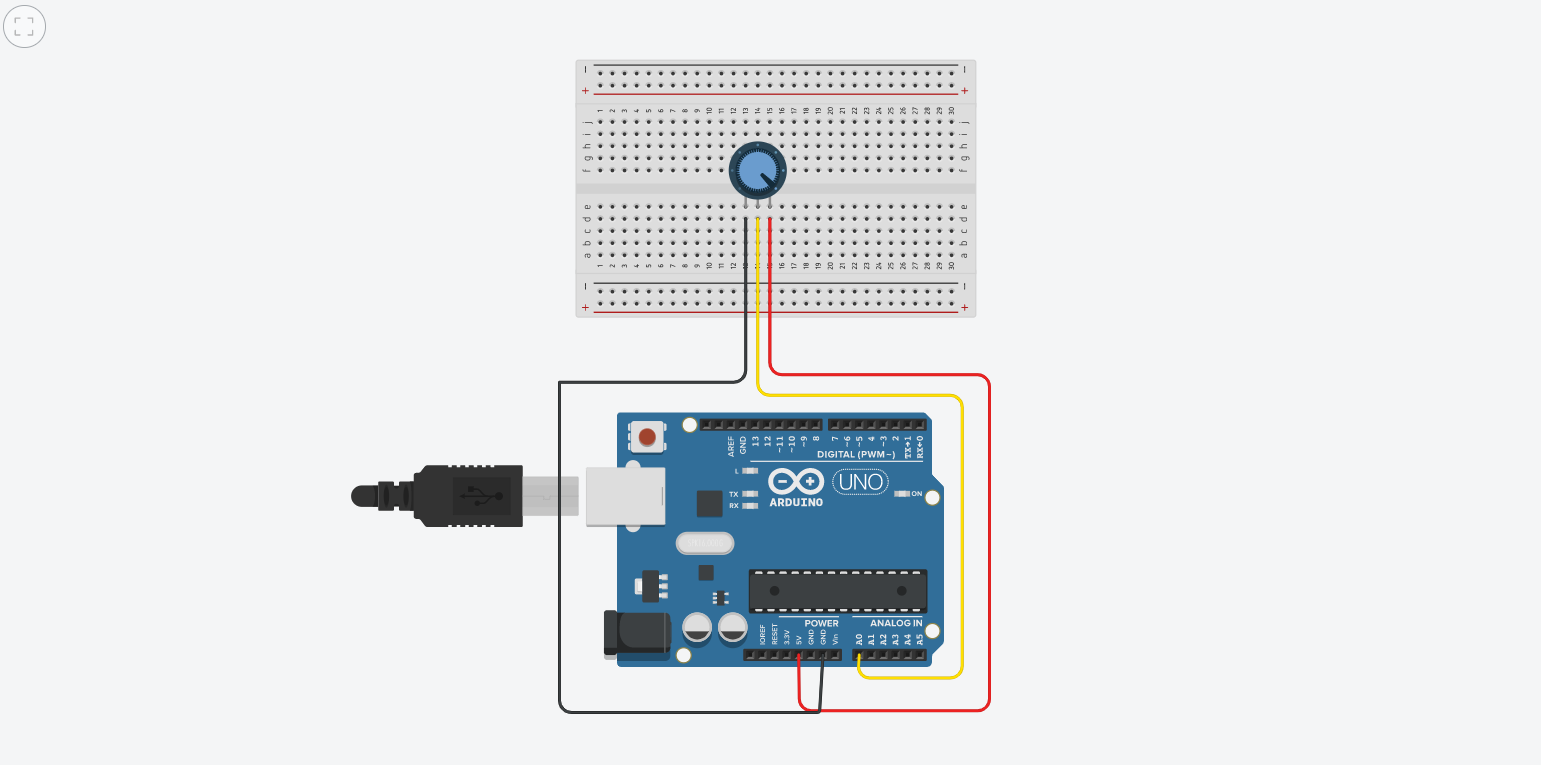 − −
+ +
1 2 3 4 5 6 7 8 9 10 11 12 13 14 15 16 17 18 19 20 21 22 23 24 25 26 27 28 29 30
j j
i i
h h
g g
f f
e e
d d
c c
b b
a a
1 2 3 4 5 6 7 8 9 10 11 12 16 17 18 19 20 21 22 23 24 25 26 27 28 29 30
− −
+ +
AREF GND 13 12 ~11 ~10 ~9 8 7 ~6 ~5 4 ~3 2 TX→1 RX←0
DIGITAL (PWM~)
L
TX
RX
− +
UNO
ON
ARDUINO
POWER ANALOG IN
IOREF RESET 3.3V 5V GND GND Vin A0 A1 A2 A3 A4 A5